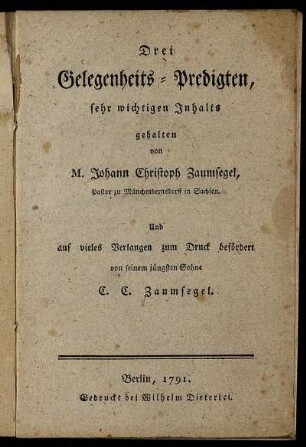 Drei
Gelegenheits-Predigten,
sehr wichtigen Inhalts
gehalten
von
M. Johann Christoph Zaumsegel,
Pastor zu Mönchenbernsdorff in Sachsen.
Und
auf vieles Verlangen zum Druck befördert
von seinem jüngsten Sohne
C. C. Zaumsegel.
Berlin, 1791.
Gedruckt bei Wilhelm Dieterici.